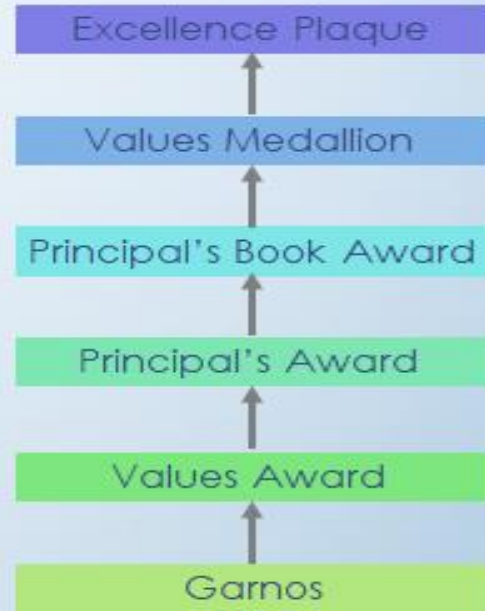 Excellence Plaque
Values Medallion
Principal's Book Award
Principal's Award
Values Award
Garnos